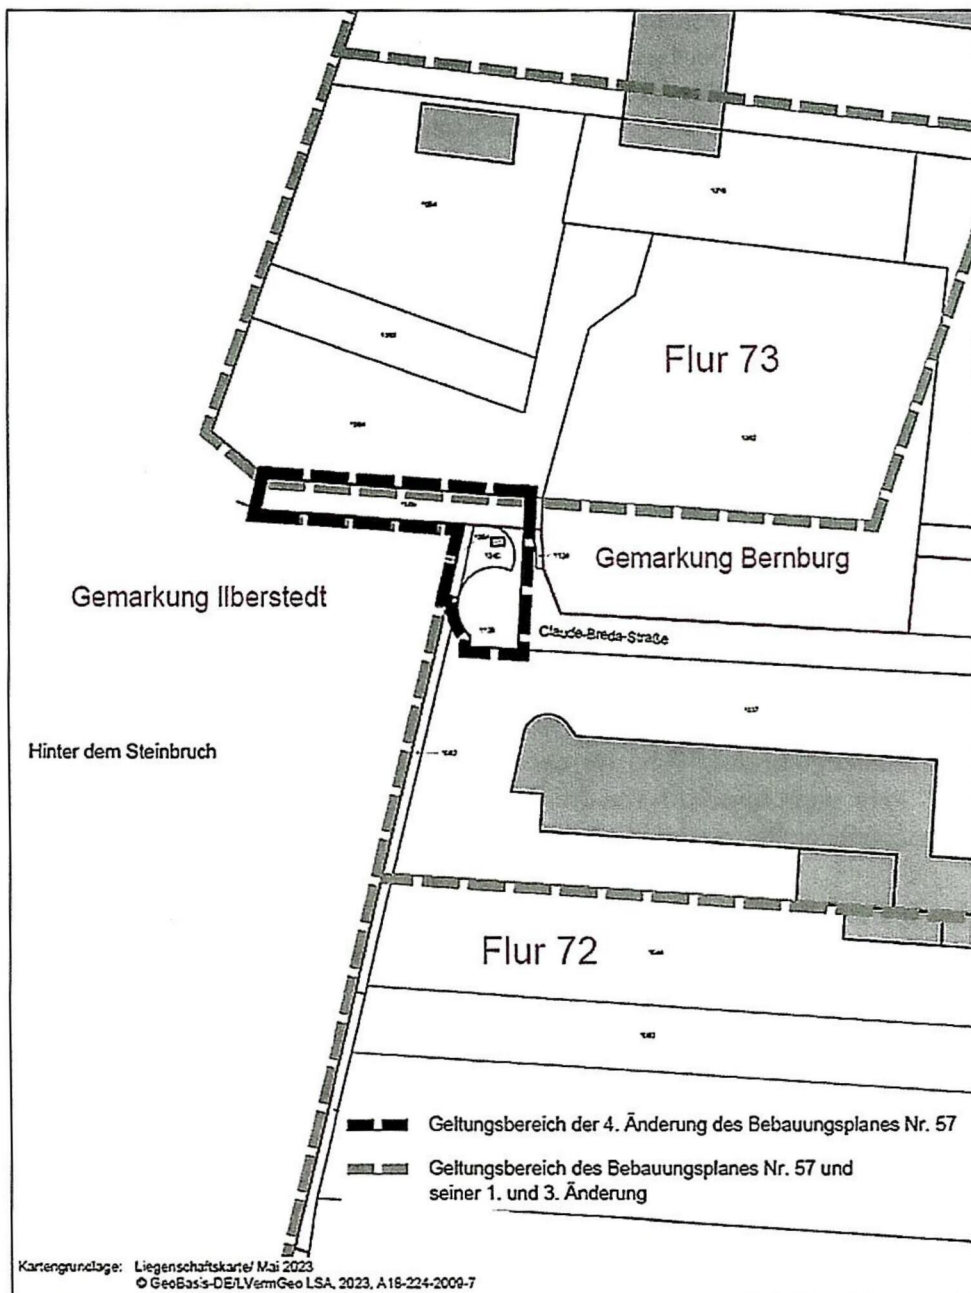 Flur 73
Gemarkung Bernburg
Gemarkung Ilberstedt
Claude-Breda-Straße
Hinter dem Steinbruch
Flur 72
Geltungsbereich der 4. Änderung des Bebauungsplanes Nr. 57
Geltungsbereich des Bebauungsplanes Nr. 57 und
seiner 1. und 3. Änderung
Kartengrundlage: Liegenschaftskarte/ Mai 2023
© GeoBasis-DE/LVermGeo LSA, 2023, A18-224-2009-7